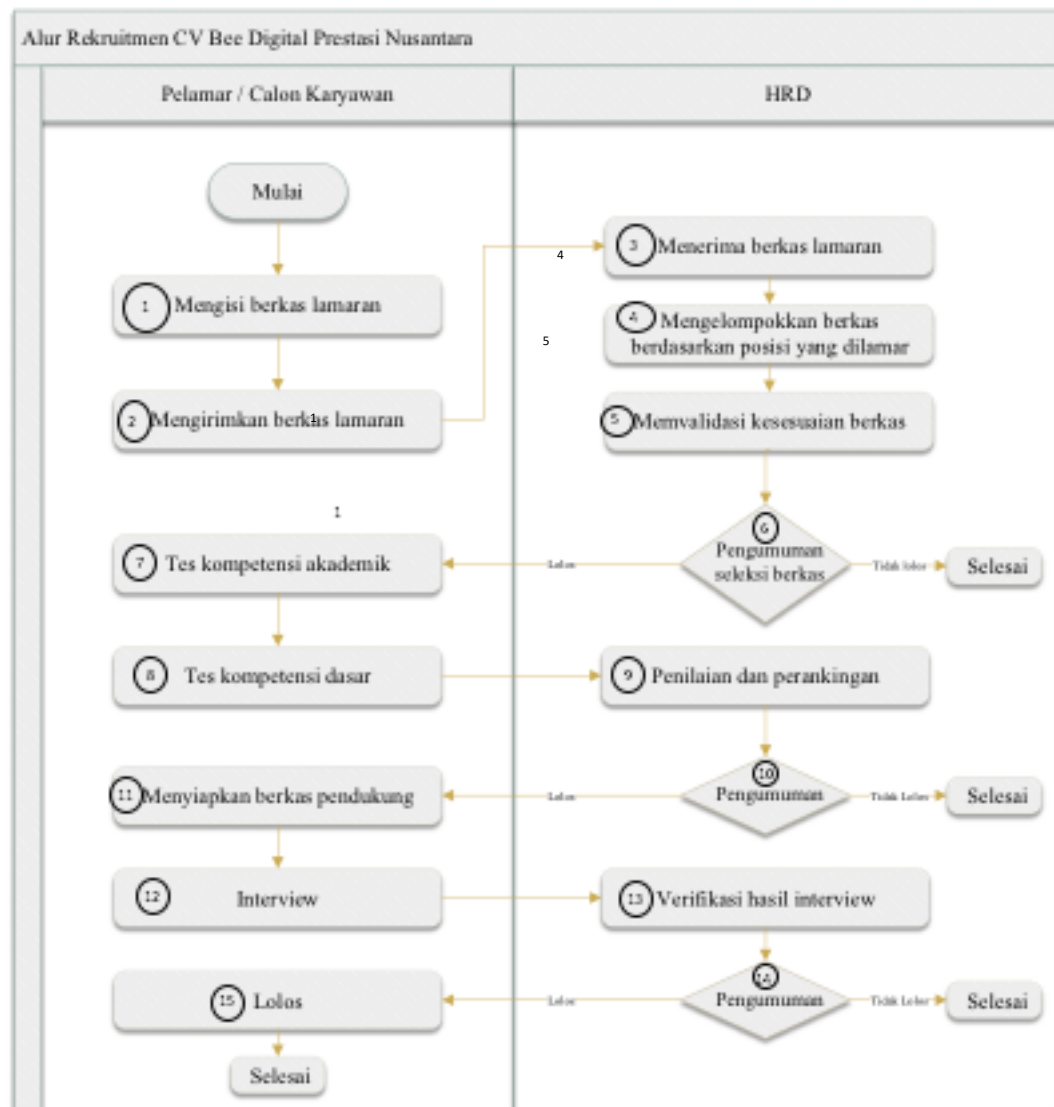 Alur Rekruitmen CV Bee Digital Prestasi Nusantara
Pelamar / Calon Karyawan
HRD
Mulai
3 Menerima berkas lamaran
4
1 Mengisi berkas lamaran
4 Mengelompokkan berkas
berdasarkan posisi yang dilamar
5
2 Mengirimkan berkas lamaran
1
5 Memvalidasi kesesuaian berkas
1
6
Pengumuman
seleksi berkas
7 Tes kompetensi akademik
Lolos
Tidak lolos
Selesai
8 Tes kompetensi dasar
9 Penilaian dan perankingan
10
Pengumuman
11 Menyiapkan berkas pendukung
Lolos
Tidak Lolos
Selesai
12 Interview
13 Verifikasi hasil interview
14
Pengumuman
15 Lolos
Lolos
Tidak Lolos
Selesai
Selesai